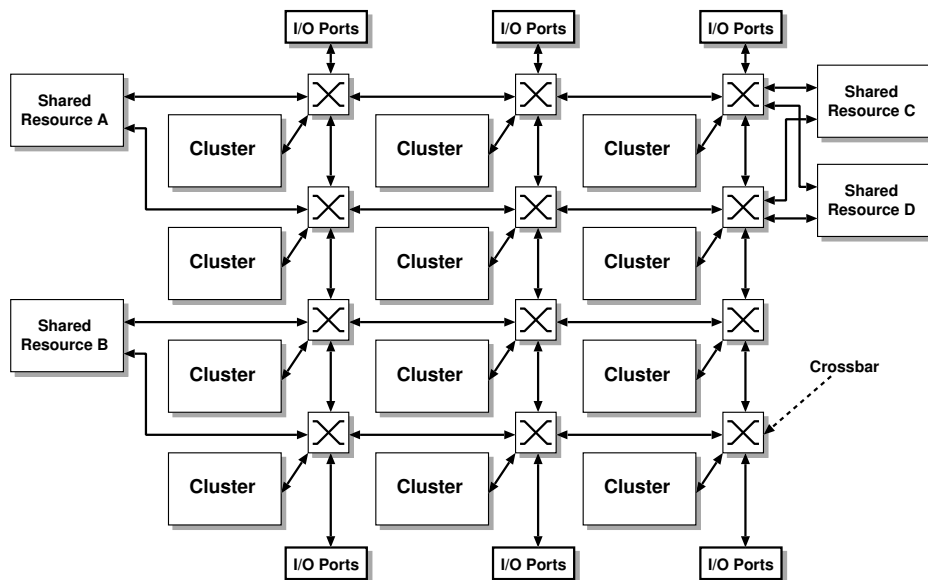 I/O Ports
I/O Ports
I/O Ports
Shared
Resource A
Shared
Resource C
Cluster
Cluster
Cluster
Shared
Resource D
Cluster
Cluster
Cluster
Shared
Resource B
Cluster
Cluster
Cluster
Crossbar
Cluster
Cluster
Cluster
I/O Ports
I/O Ports
I/O Ports